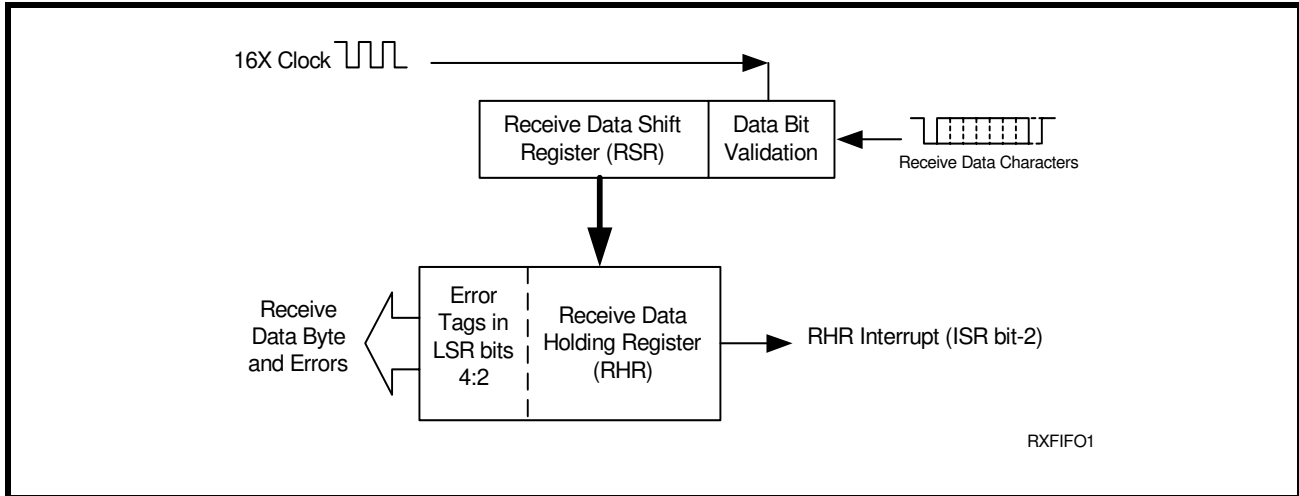 16X Clock
Receive Data Shift
Register (RSR)
Data Bit
Validation
Receive Data Characters
Receive
Data Byte
and Errors
Error
Tags in
LSR bits
4:2
Receive Data
Holding Register
(RHR)
RHR Interrupt (ISR bit-2)
RXFIFO1